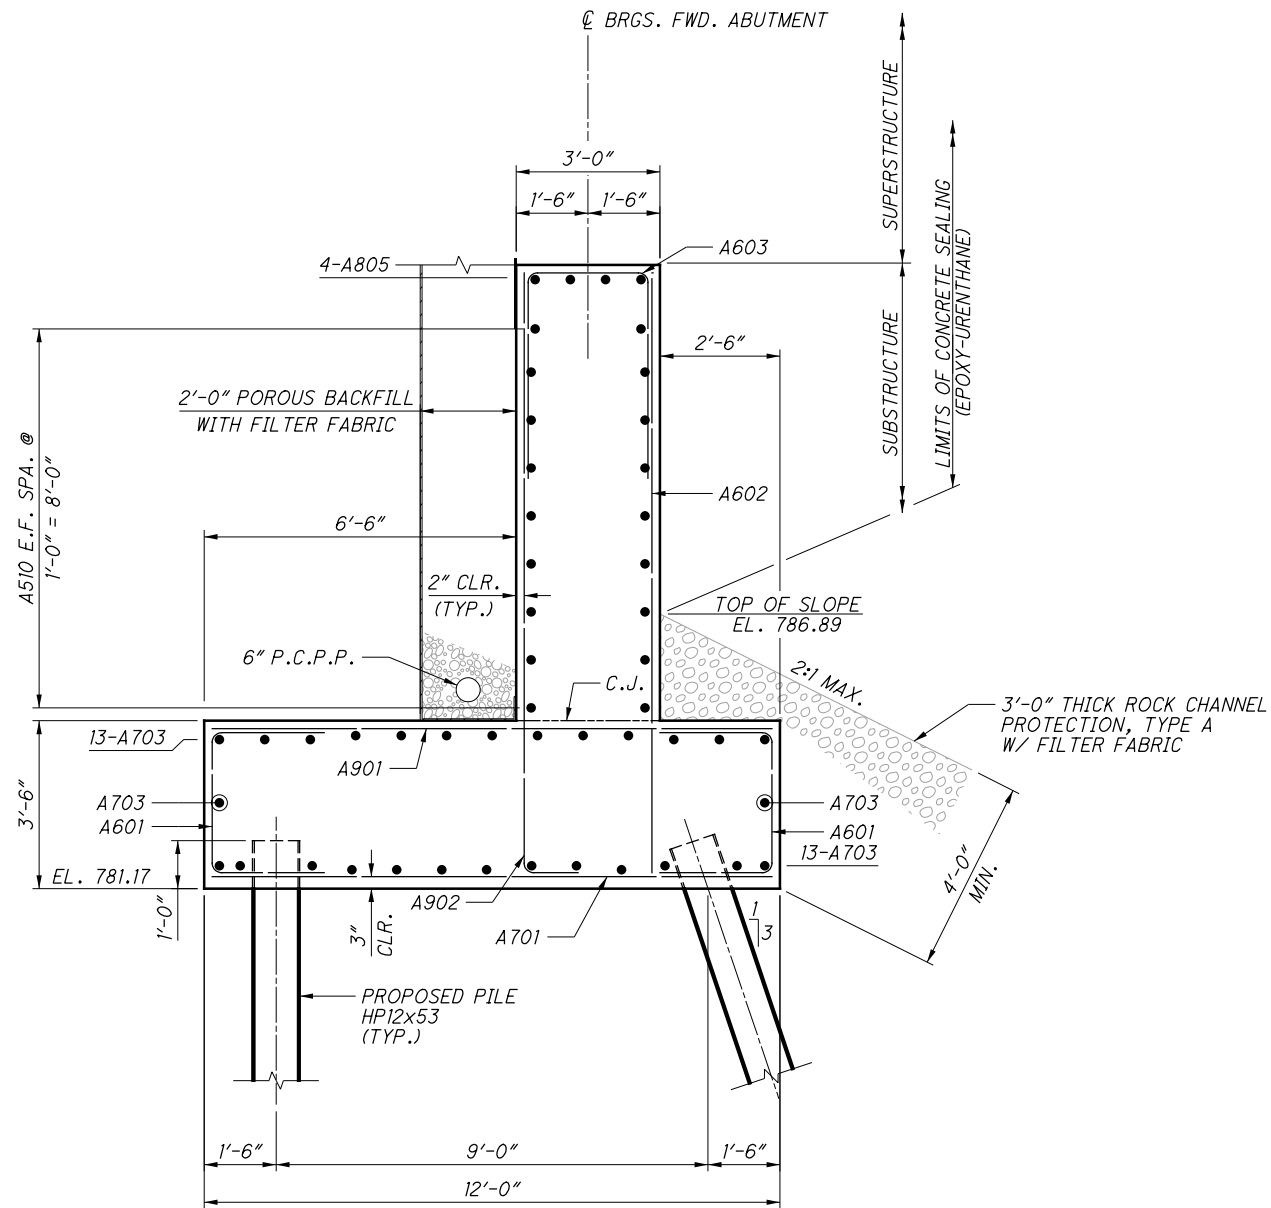 ℄ BRGS. FWD. ABUTMENT
SUPERSTRUCTURE
3'-0"
1'-6"
1'-6"
LIMITS OF CONCRETE SEALING
(EPOXY-URENTHANE)
A603
4-A805
SUBSTRUCTURE
2'-6"
2'-0" POROUS BACKFILL
WITH FILTER FABRIC
A510 E.F. SPA. @
1'-0" = 8'-0"
A602
6'-6"
2" CLR.
(TYP.)
TOP OF SLOPE
EL. 786.89
6" P.C.P.P.
C.J.
2:1 MAX.
3'-0" THICK ROCK CHANNEL
PROTECTION, TYPE A
W/ FILTER FABRIC
13-A703
A901
3'-6"
A703
A703
A601
A601
13-A703
EL. 781.17
4'-0"
MIN.
1'-0"
A902
3"
CLR.
A701
1
3
PROPOSED PILE
HP12x53
(TYP.)
1'-6"
9'-0"
1'-6"
12'-0"